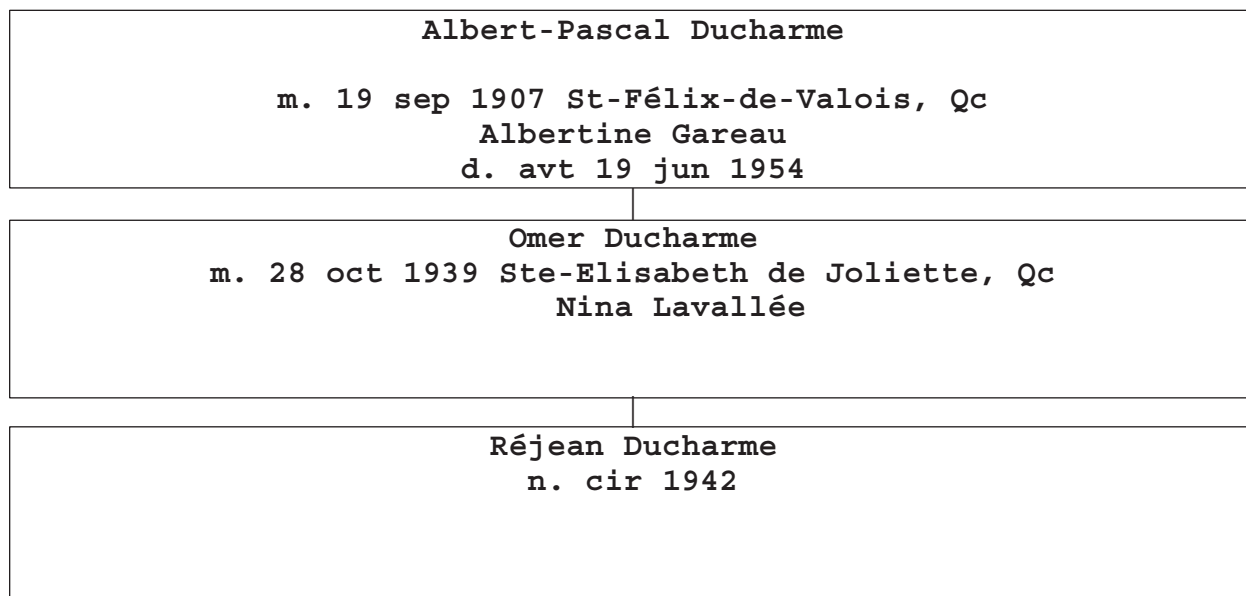 Albert-Pascal Ducharme
m. 19 sep 1907 St-Félix-de-Valois, Qc
Albertine Gareau
d. avt 19 jun 1954
Omer Ducharme
m. 28 oct 1939 Ste-Elisabeth de Joliette, Qc
Nina Lavallée
Réjean Ducharme
n. cir 1942